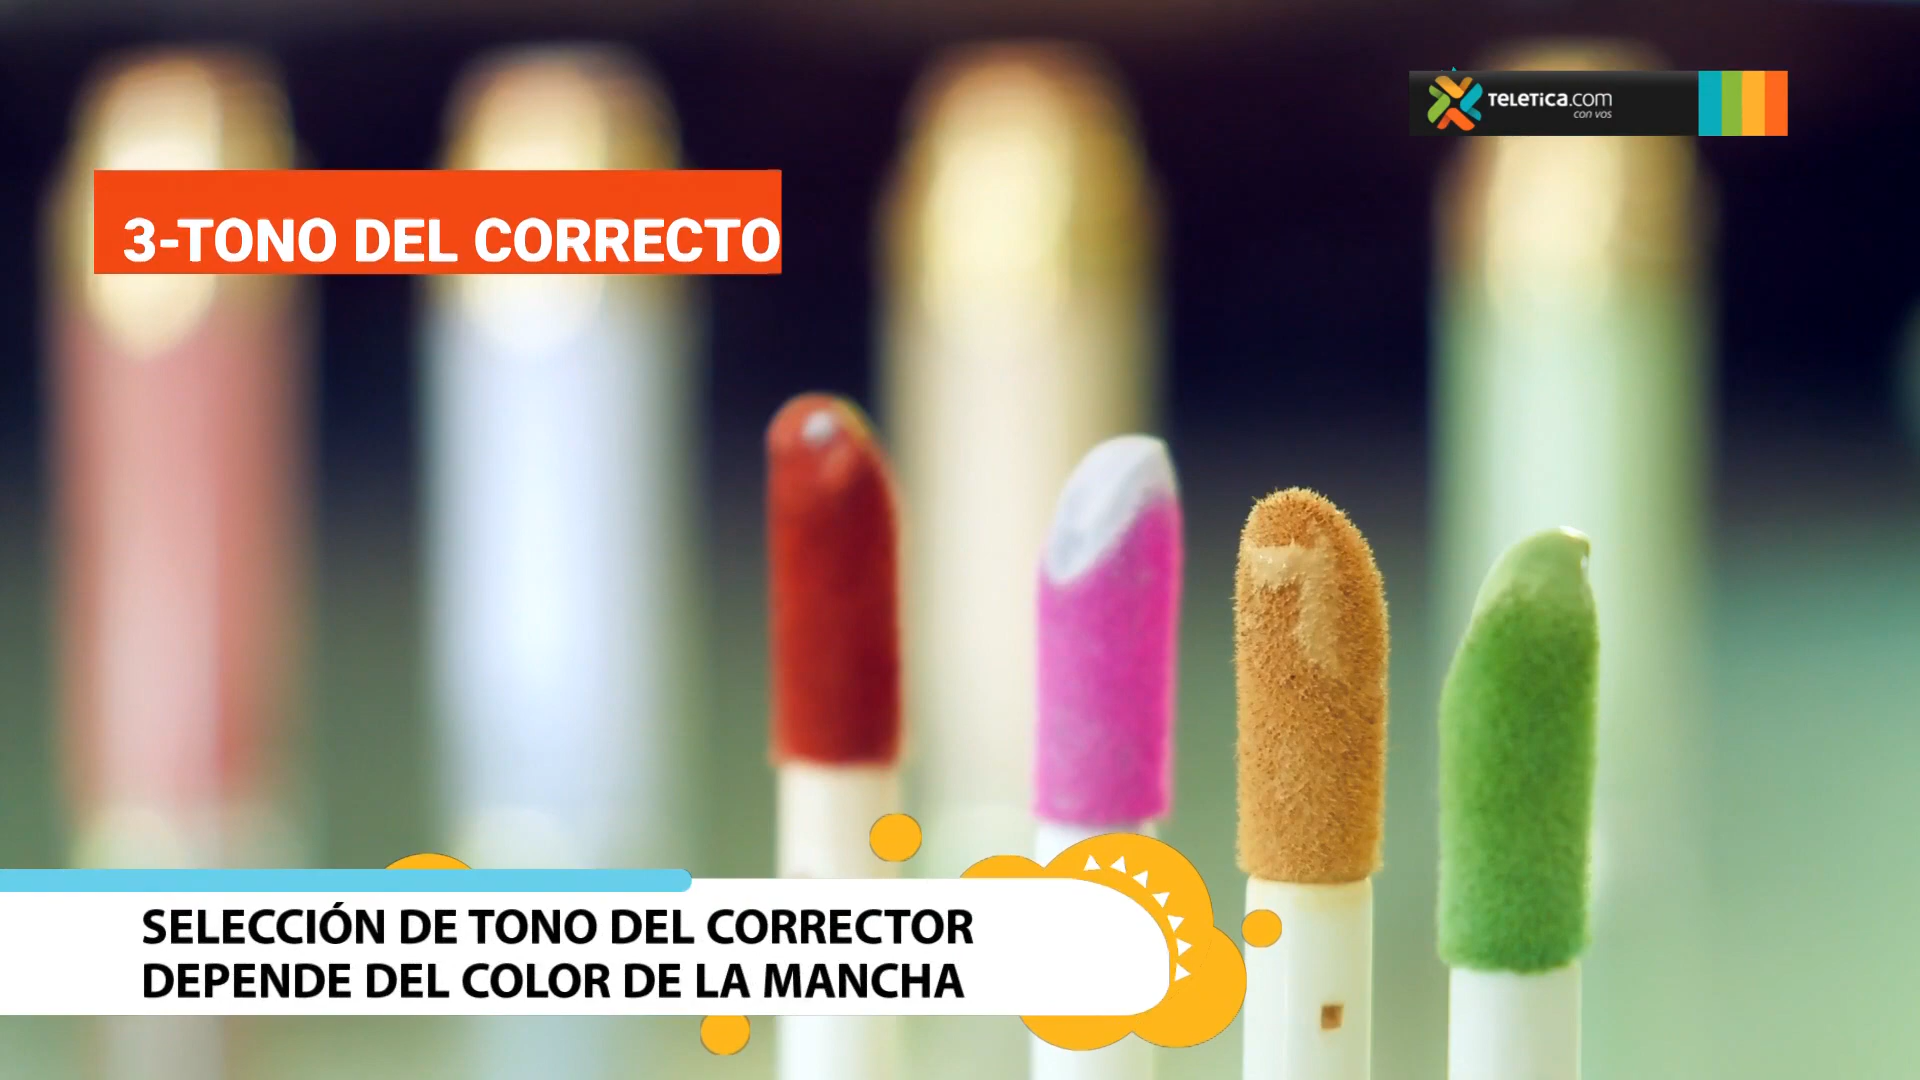 TELETICA.com
con vos
3-TONO DEL CORRECTO
SELECCIÓN DE TONO DEL CORRECTOR
DEPENDE DEL COLOR DE LA MANCHA